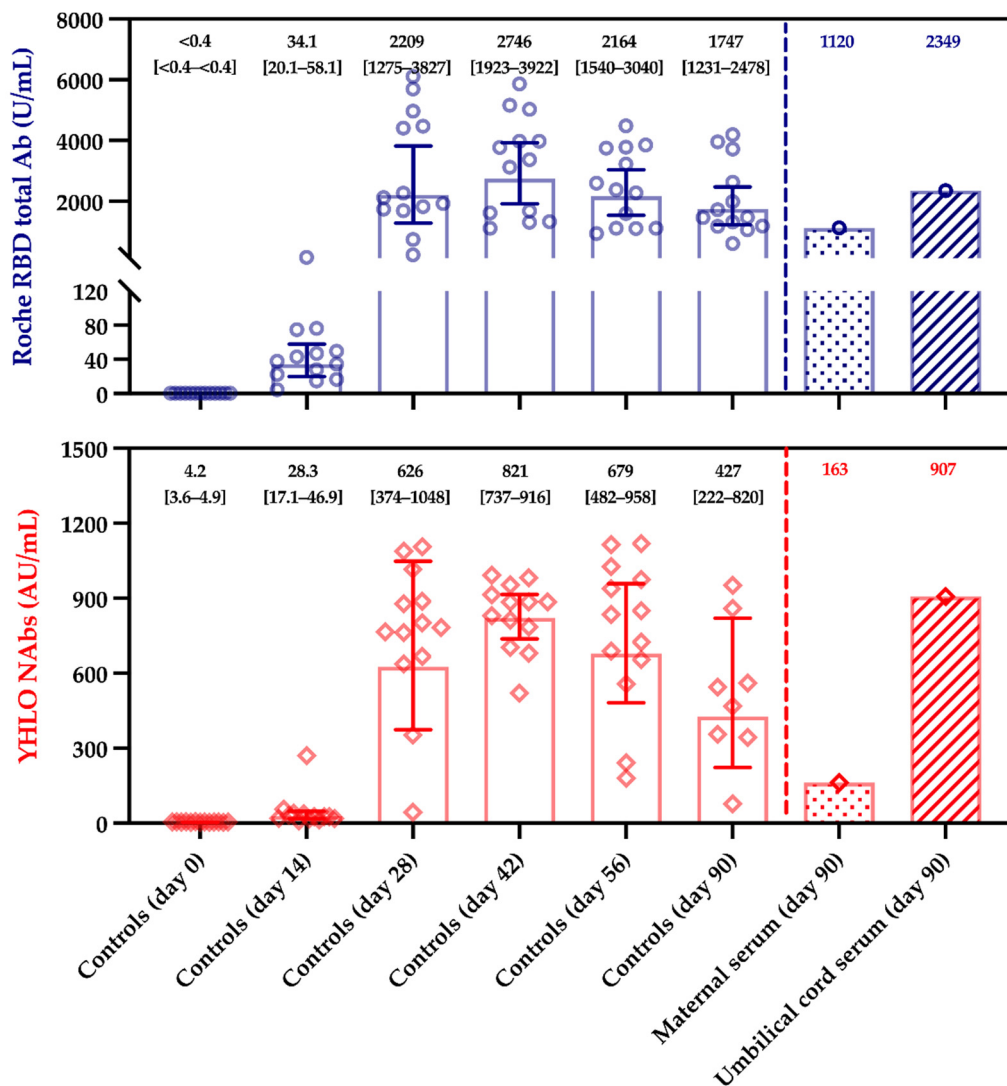 Roche RBD total Ab (U/mL)
8000
6000
4000
2000
120
80
40
0
<0.4 34.1 2209 2746 2164 1747 1120 2349
[<0.4–<0.4] [20.1–58.1] [1275–3827] [1923–3922] [1540–3040] [1231–2478]
YHLO NAbs (AU/mL)
1500
1200
900
600
300
0
4.2 28.3 626 821 679 427 163 907
[3.6–4.9] [17.1–46.9] [374–1048] [737–916] [482–958] [222–820]
Controls (day 0)
Controls (day 14)
Controls (day 28)
Controls (day 42)
Controls (day 56)
Controls (day 90)
Maternal serum (day 90)
Umbilical cord serum (day 90)